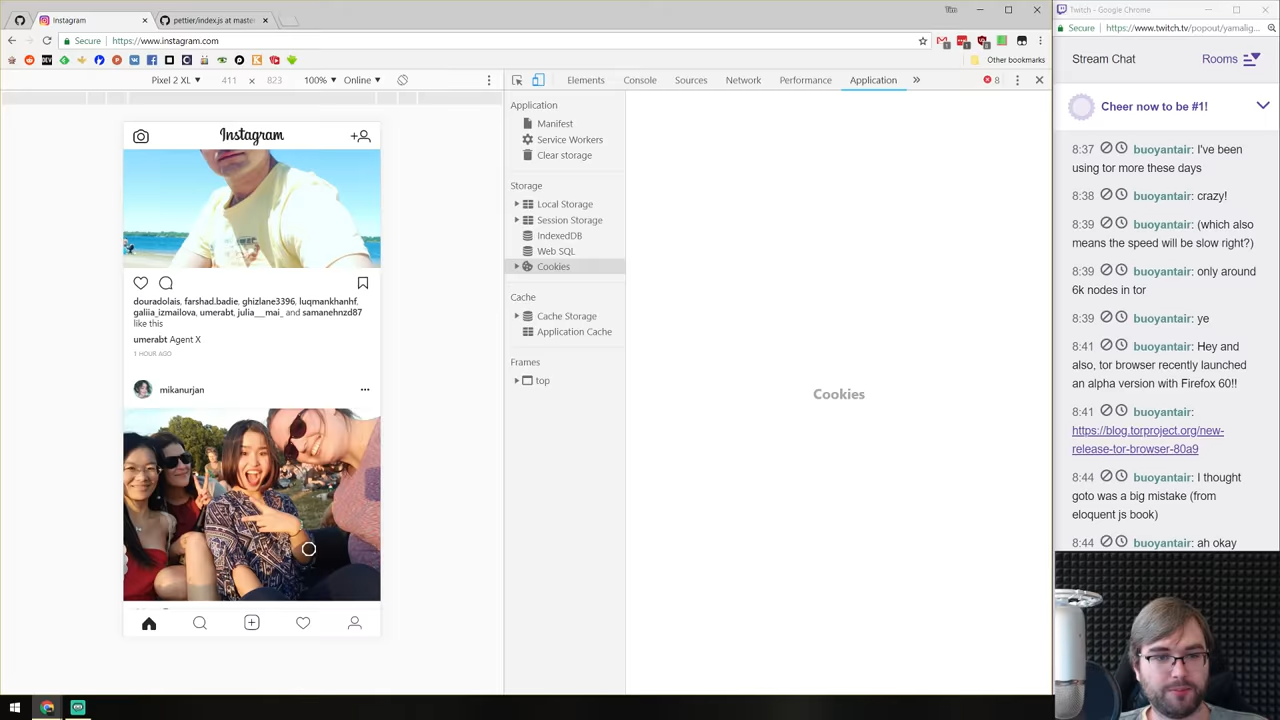 Instagram
pettier/index.js at master
Tim
Secure
https://www.instagram.com
Other bookmarks
Pixel 2 XL ▼ 411 × 823 100% ▼ Online ▼
Elements Console Sources Network Performance Application » 8
Instagram
douradolais, farshad.badie, ghizlane3396, luqmankhanhf,
galiia_izmailova, umerabt, julia___mai_ and samanehnzd87
like this
umerabt Agent X
1 HOUR AGO
mikanurjan
Application
Manifest
Service Workers
Clear storage
Storage
Local Storage
Session Storage
IndexedDB
Web SQL
Cookies
Cache
Cache Storage
Application Cache
Frames
top
Cookies
Twitch - Google Chrome
Secure https://www.twitch.tv/popout/yamalig
Stream Chat Rooms
Cheer now to be #1!
8:37 buoyantair: I've been
using tor more these days
8:38 buoyantair: crazy!
8:39 buoyantair: (which also
means the speed will be slow right?)
8:39 buoyantair: only around
6k nodes in tor
8:39 buoyantair: ye
8:41 buoyantair: Hey and
also, tor browser recently launched
an alpha version with Firefox 60!!
8:41 buoyantair:
https://blog.torproject.org/new-
release-tor-browser-80a9
8:44 buoyantair: I thought
goto was a big mistake (from
eloquent js book)
8:44 buoyantair: ah okay